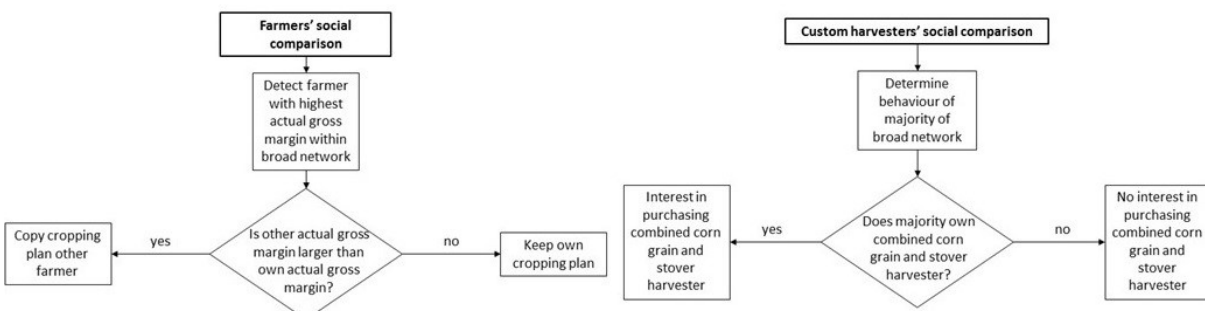 Farmers' social
comparison
Detect farmer
with highest
actual gross
margin within
broad network
Is other actual gross
margin larger than
own actual gross
margin?
yes
Copy cropping
plan other
farmer
no
Keep own
cropping plan
Custom harvesters' social comparison
Determine
behaviour of
majority of
broad network
Does majority own
combined corn
grain and stover
harvester?
yes
Interest in
purchasing
combined corn
grain and
stover
harvester
no
No interest in
purchasing
combined corn
grain and
stover
harvester